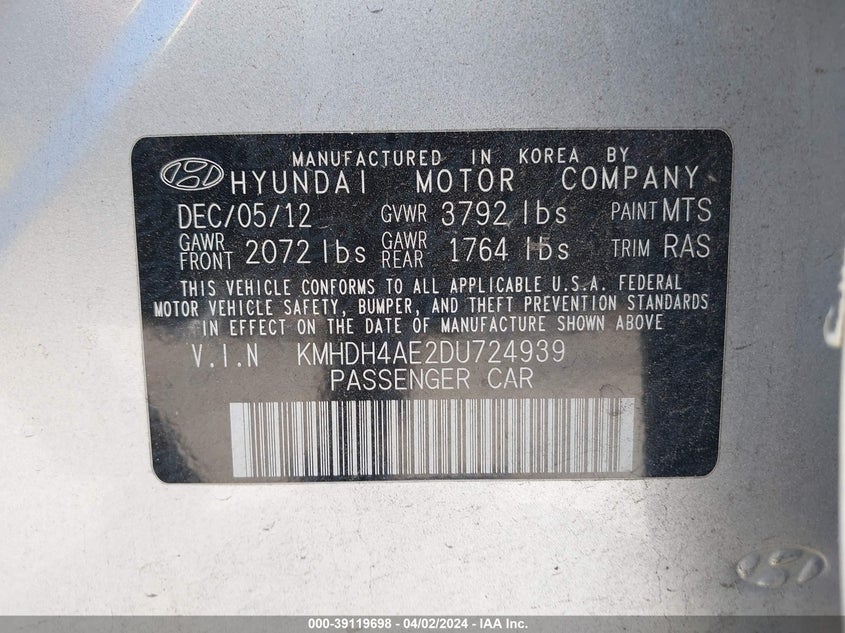 MANUFACTURED IN KOREA BY
HYUNDAI MOTOR COMPANY
DEC/05/12 GVWR 3792 lbs PAINT MTS
GAWR FRONT 2072 lbs GAWR REAR 1764 lbs TRIM RAS
THIS VEHICLE CONFORMS TO ALL APPLICABLE U.S.A. FEDERAL
MOTOR VEHICLE SAFETY, BUMPER, AND THEFT PREVENTION STANDARDS
IN EFFECT ON THE DATE OF MANUFACTURE SHOWN ABOVE
V.I.N KMHDH4AE2DU724939
PASSENGER CAR
000-39119698 - 04/02/2024 - IAA Inc.